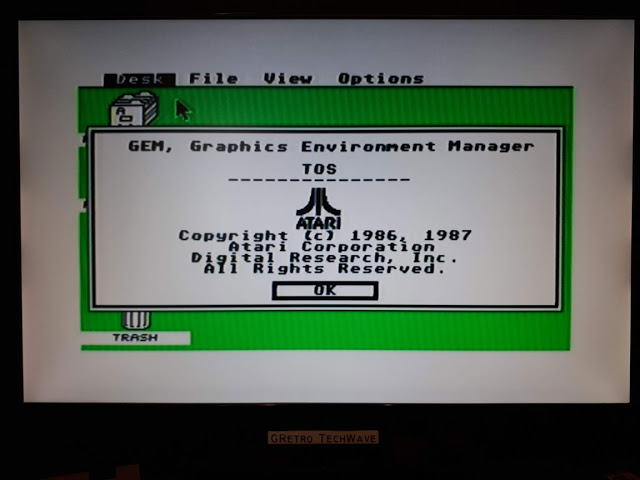 Desk File View Options
A
GEM, Graphics Environment Manager
TOS
---------------
ATARI
Copyright (c) 1986, 1987
Atari Corporation
Digital Research, Inc.
All Rights Reserved.
OK
TRASH
GRETRO TECHWAVE